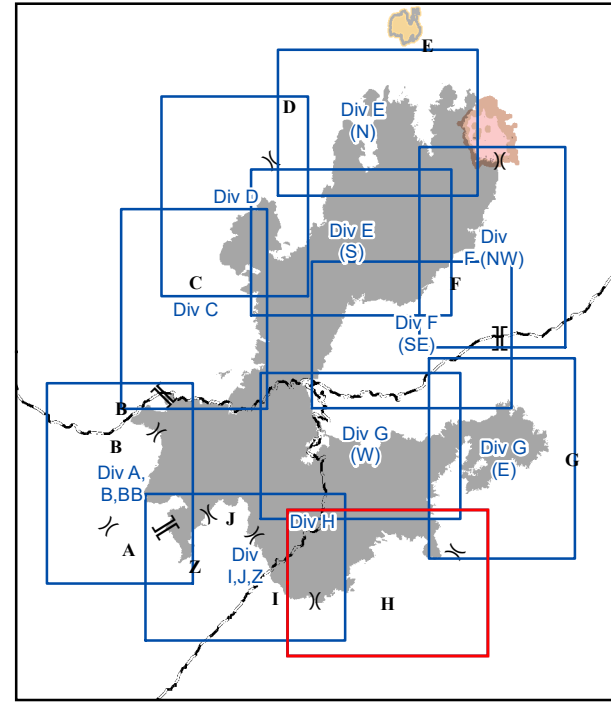 E
D
Div E
(N)
Div D
Div E
(S)
Div
F (NW)
C
F
Div C
Div F
(SE)
B
B
Div G
(W)
Div G
(E)
G
Div A,
B,BB
J
Div H
A
Z
Div
I,J,Z
I
H